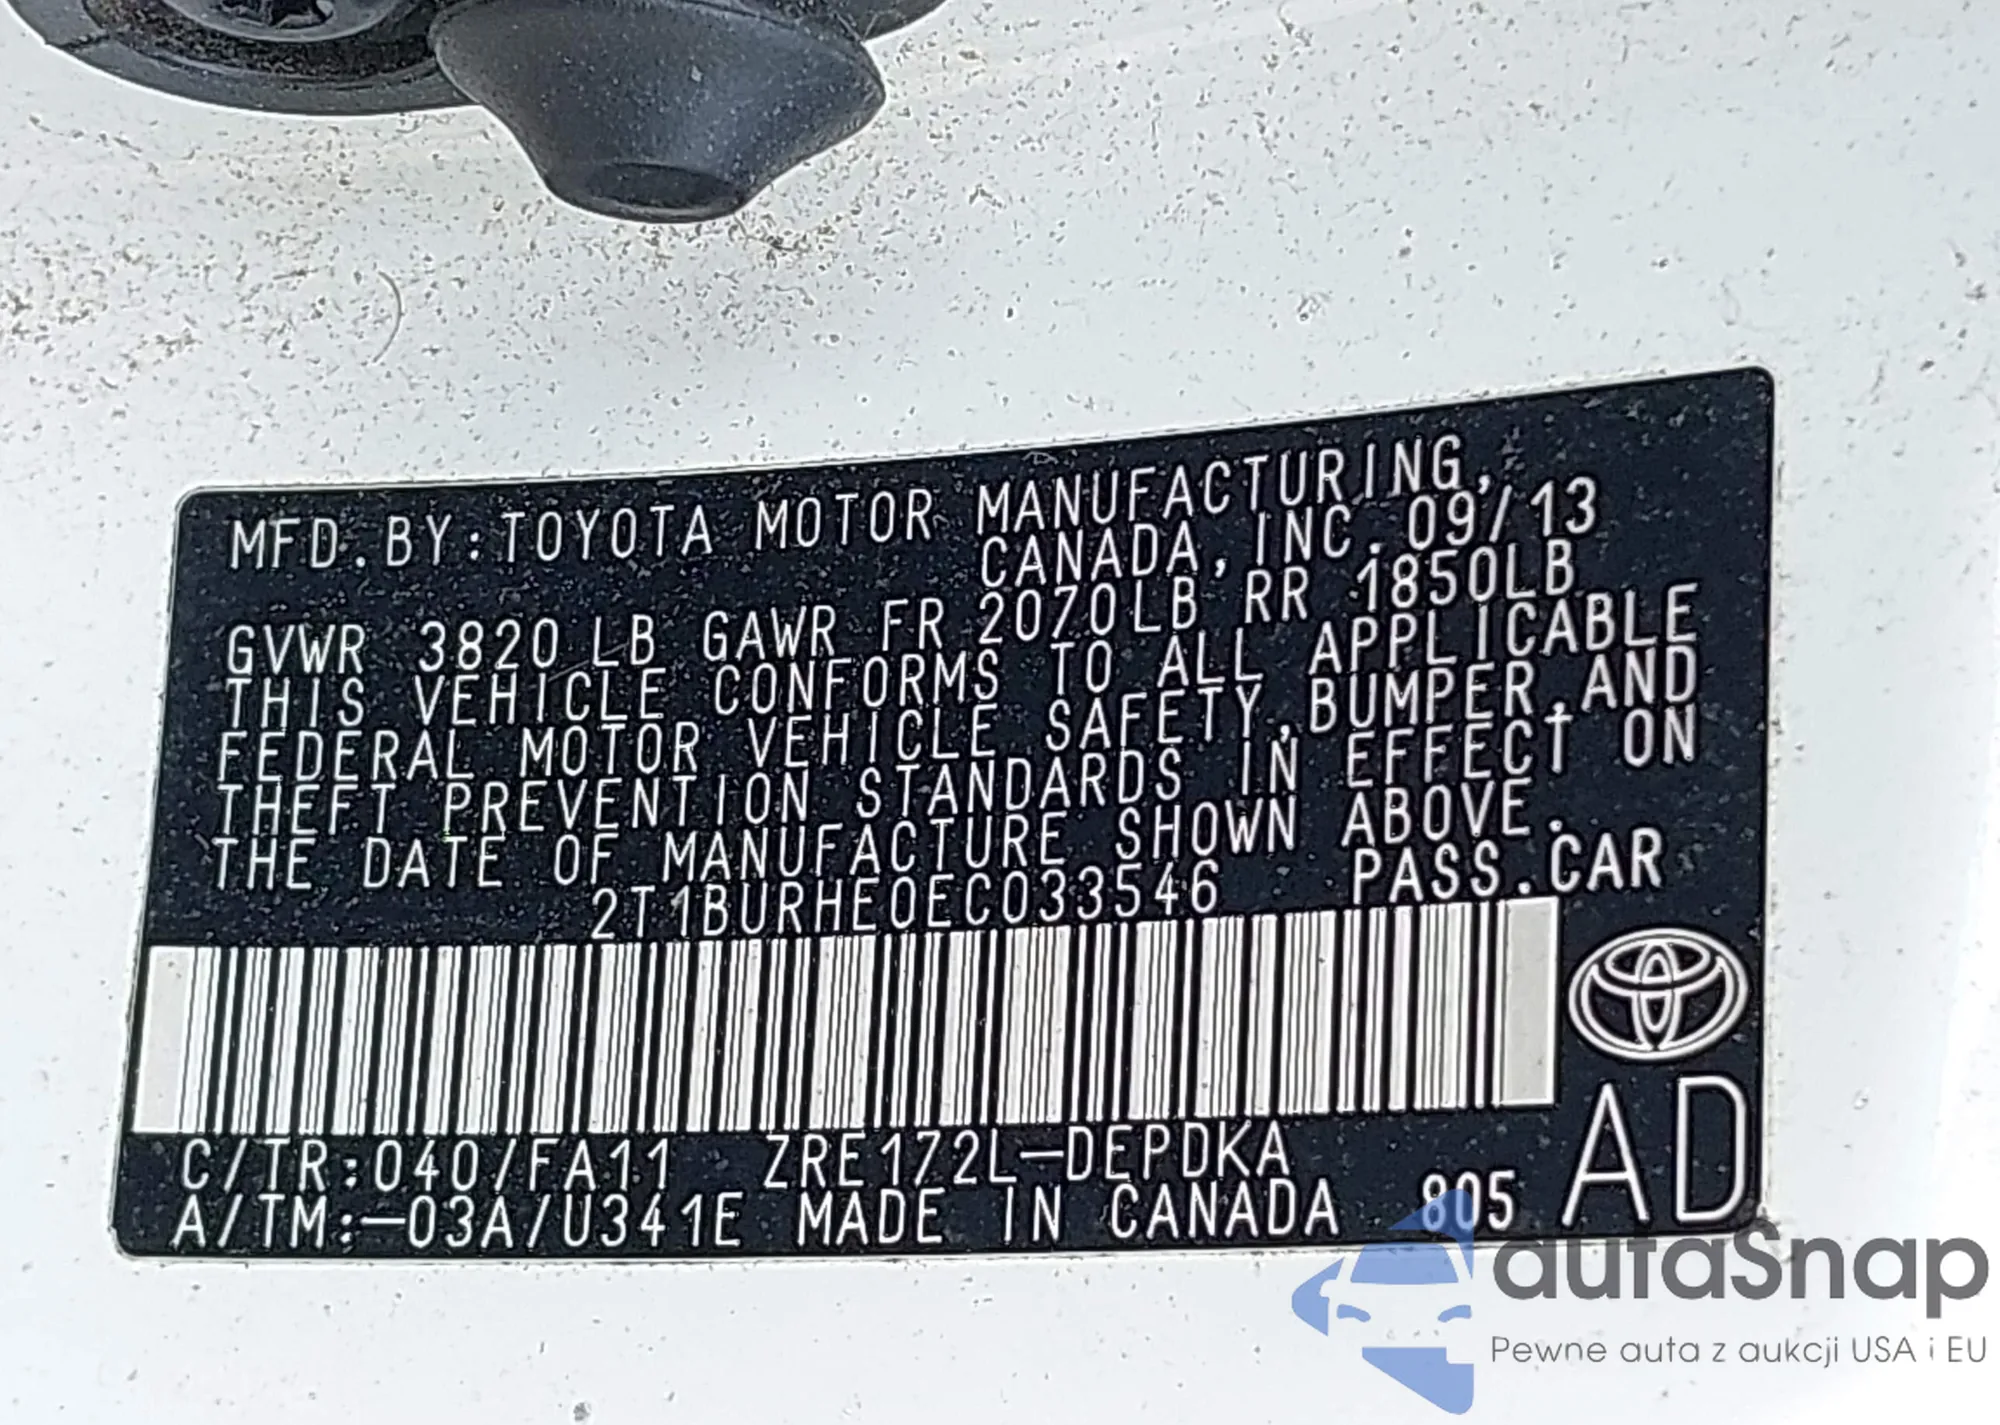 MFD. BY: TOYOTA MOTOR MANUFACTURING,
CANADA, INC. 09/13
GVWR 3820 LB GAWR FR 2070LB RR 1850LB
THIS VEHICLE CONFORMS TO ALL APPLICABLE
FEDERAL MOTOR VEHICLE SAFETY, BUMPER, AND
THEFT PREVENTION STANDARDS IN EFFECT ON
THE DATE OF MANUFACTURE SHOWN ABOVE.
2T1BURHE0EC033546 PASS. CAR
C/TR: 040/FA11 ZRE172L-DEPDKA
A/TM: -03A/U341E MADE IN CANADA 805 AD
autaSnap
Pewne auta z aukcji USA i EU